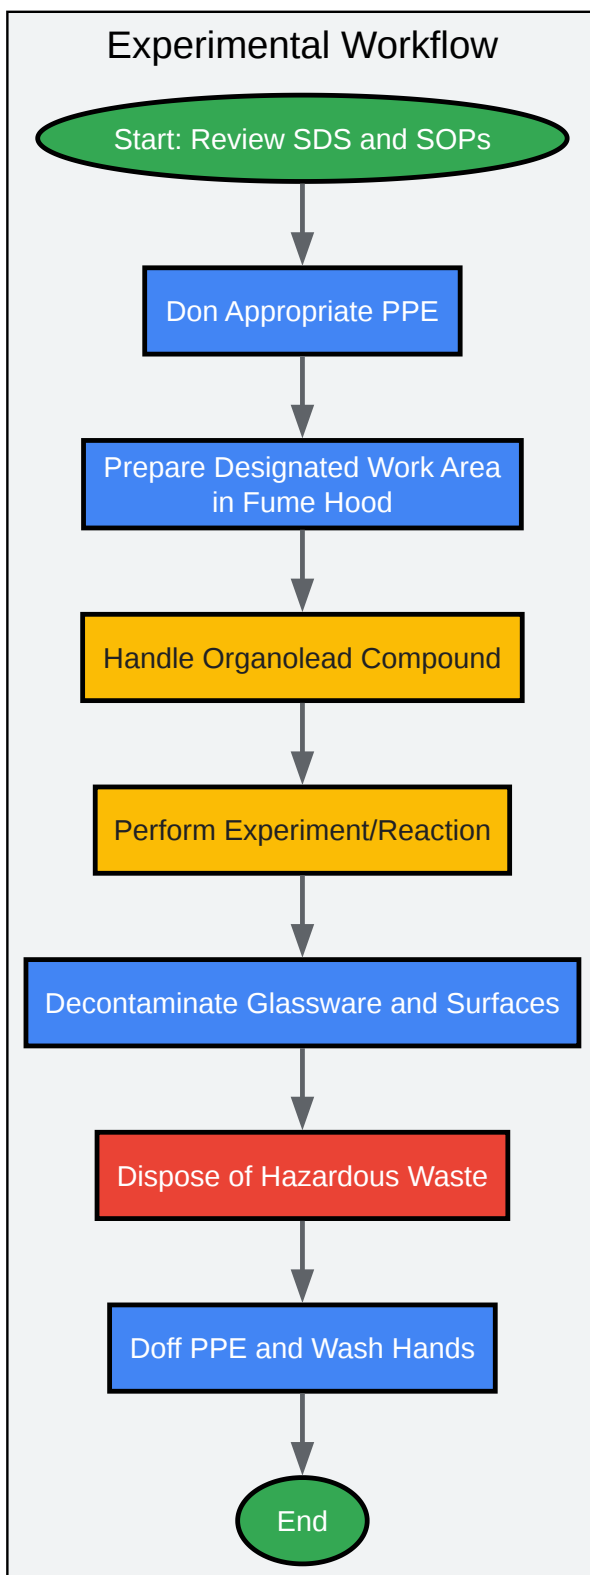 Experimental Workflow
Start: Review SDS and SOPs
Don Appropriate PPE
Prepare Designated Work Area
in Fume Hood
Handle Organolead Compound
Perform Experiment/Reaction
Decontaminate Glassware and Surfaces
Dispose of Hazardous Waste
Doff PPE and Wash Hands
End